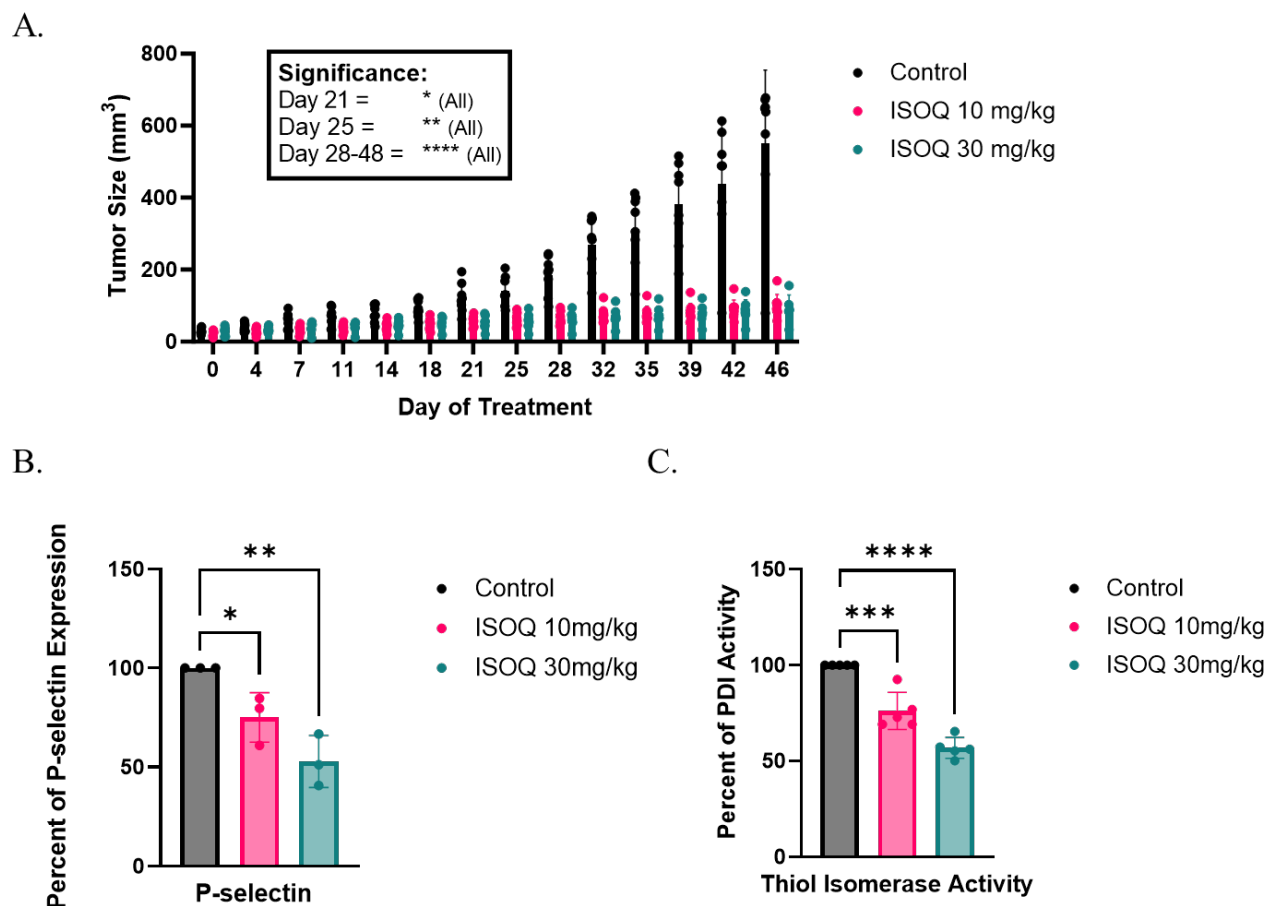 A.
Tumor Size (mm³)
800
600
400
200
0
Significance:
Day 21 = * (All)
Day 25 = ** (All)
Day 28-48 = **** (All)
Control
ISOQ 10 mg/kg
ISOQ 30 mg/kg
0 4 7 11 14 18 21 25 28 32 35 39 42 46
Day of Treatment
B.
Percent of P-selectin Expression
150
100
50
0
**
*
P-selectin
Control
ISOQ 10mg/kg
ISOQ 30mg/kg
C.
Percent of PDI Activity
150
100
50
0
****
***
Thiol Isomerase Activity
Control
ISOQ 10mg/kg
ISOQ 30mg/kg